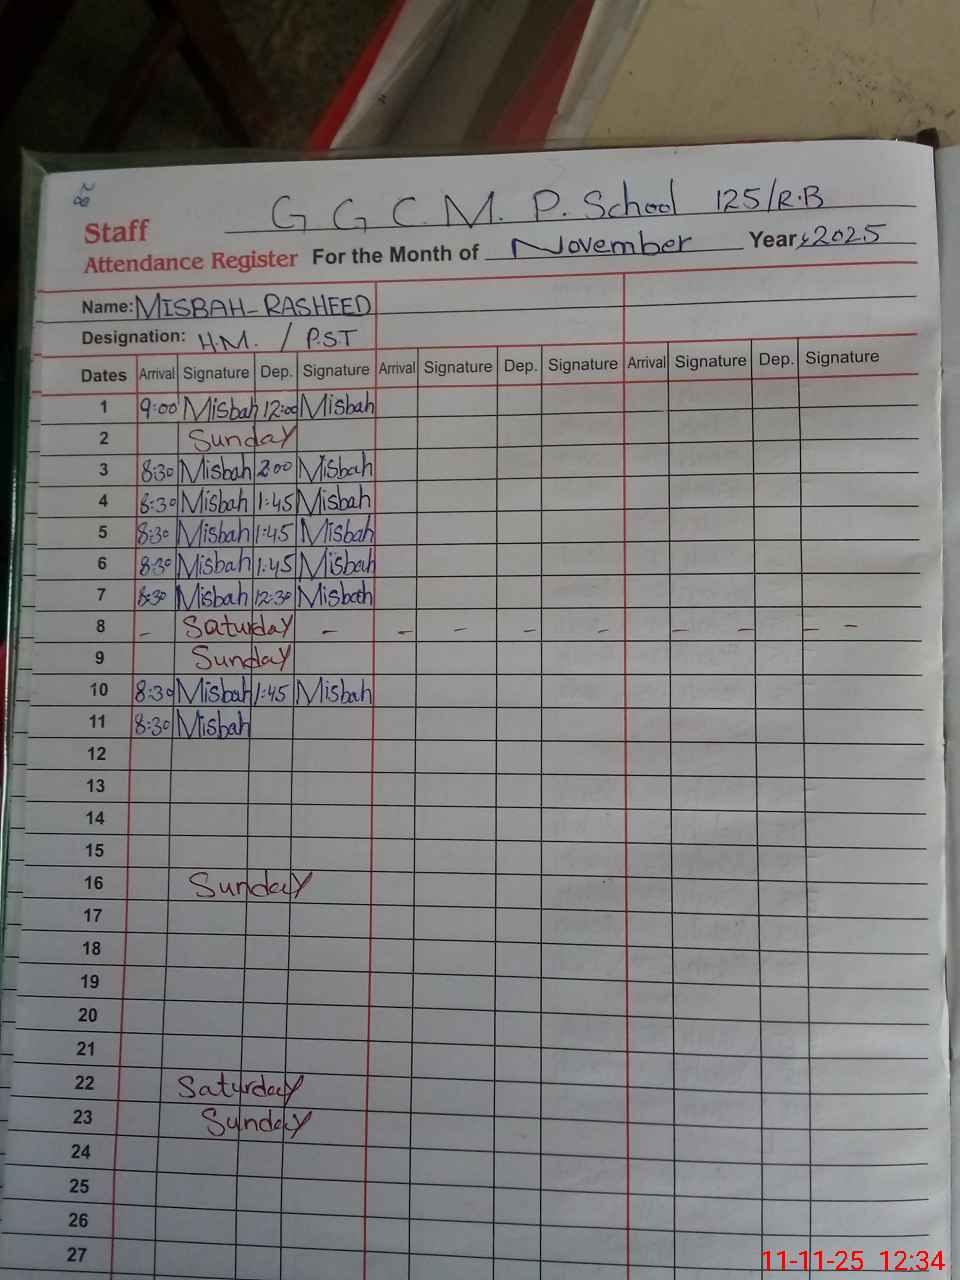 G G C. M. P. School 125/R.B
Staff
Attendance Register For the Month of November Year 2025
Name: MISBAH-RASHEED
Designation: H.M. / P.S.T
Dates Arrival Signature Dep. Signature Arrival Signature Dep. Signature Arrival Signature Dep. Signature
1 9:00 Misbah 12:00 Misbah
2 Sunday
3 8:30 Misbah 2:00 Misbah
4 8:30 Misbah 1:45 Misbah
5 8:30 Misbah 1:45 Misbah
6 8:30 Misbah 1:45 Misbah
7 8:30 Misbah 12:30 Misbah
8 - Saturday - - - - - - - - -
9 Sunday
10 8:30 Misbah 1:45 Misbah
11 8:30 Misbah
12
13
14
15
16 Sunday
17
18
19
20
21
22 Saturday
23 Sunday
24
25
26
27
11-11-25 12:34